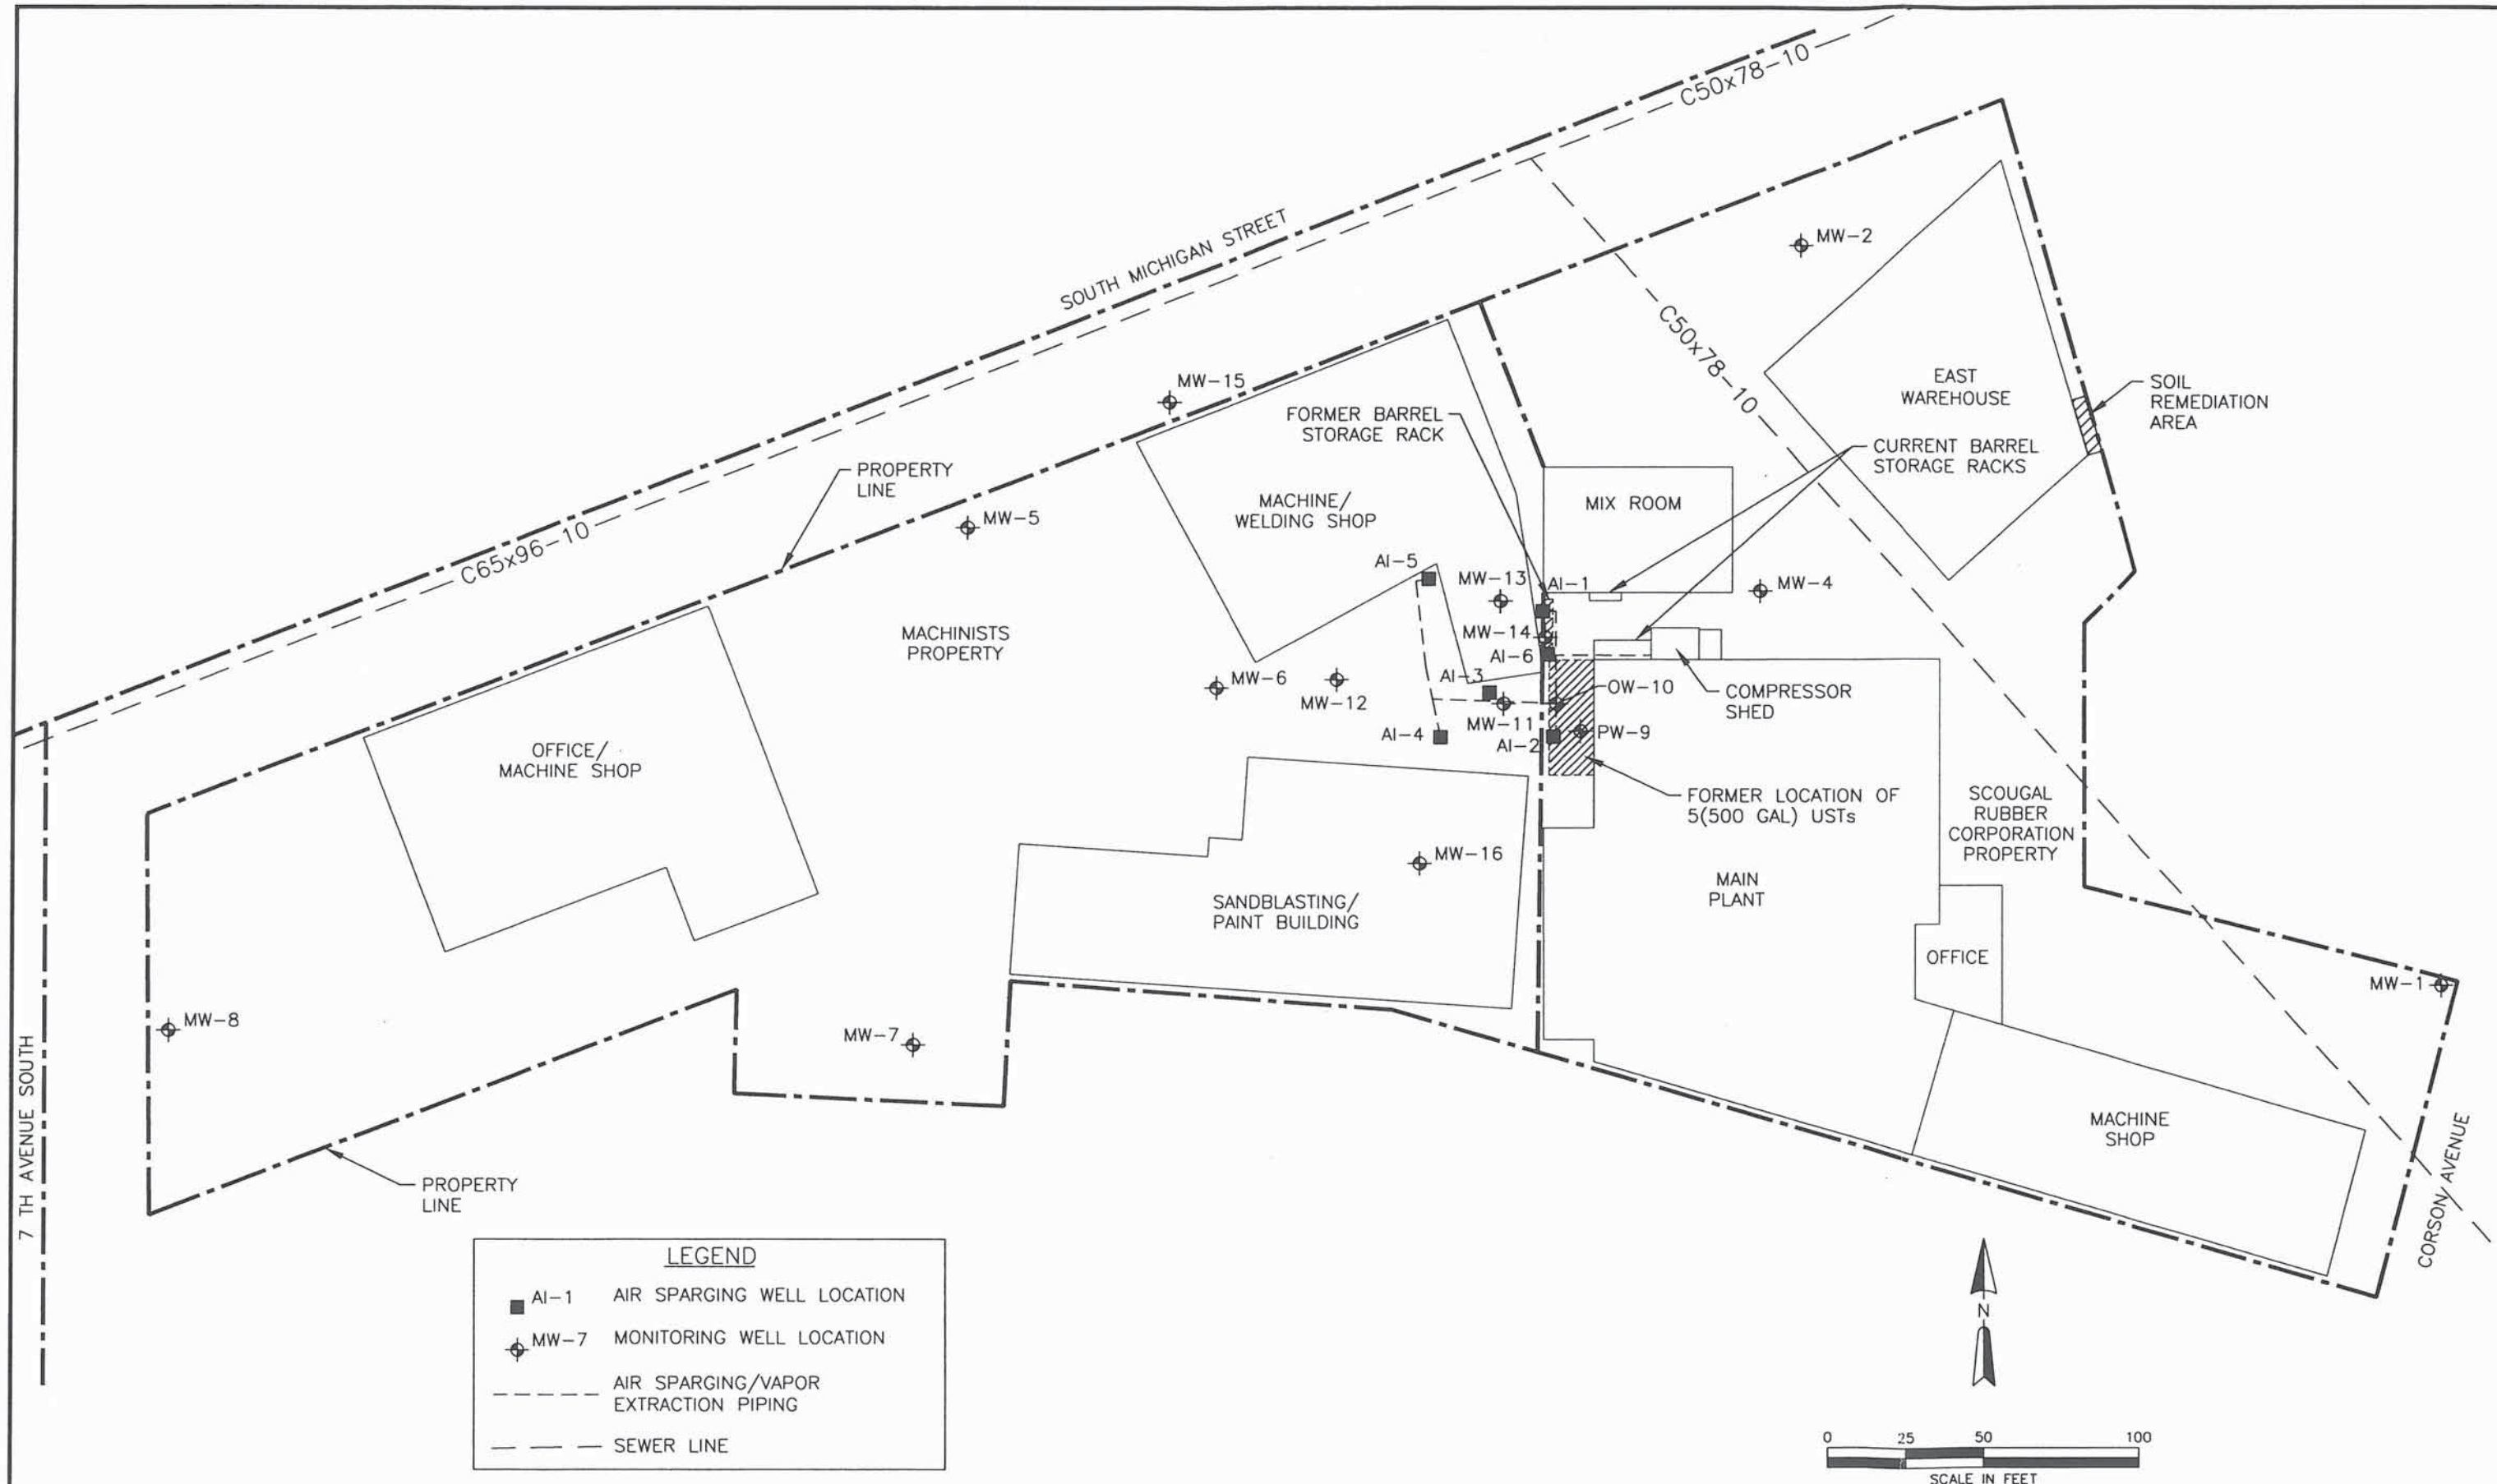 C50x78-10
SOUTH MICHIGAN STREET
MW-2
C50x78-10
MW-15
EAST
WAREHOUSE
SOIL
REMEDIATION
AREA
FORMER BARREL
STORAGE RACK
CURRENT BARREL
STORAGE RACKS
PROPERTY
LINE
MACHINE/
WELDING SHOP
MIX ROOM
MW-5
C65x96-10
AI-5
MW-13
AI-1
MW-4
MACHINISTS
PROPERTY
MW-14
AI-6
AI-3
MW-6
MW-12
OW-10
COMPRESSOR
SHED
MW-11
AI-4
AI-2
PW-9
OFFICE/
MACHINE SHOP
FORMER LOCATION OF
5(500 GAL) USTs
SCOUGAL
RUBBER
CORPORATION
PROPERTY
MW-16
MAIN
PLANT
SANDBLASTING/
PAINT BUILDING
OFFICE
MW-1
MW-8
MW-7
7 TH AVENUE SOUTH
MACHINE
SHOP
CORSON AVENUE
PROPERTY
LINE
LEGEND
AI-1 AIR SPARGING WELL LOCATION
MW-7 MONITORING WELL LOCATION
AIR SPARGING/VAPOR
EXTRACTION PIPING
SEWER LINE
N
0 25 50 100
SCALE IN FEET